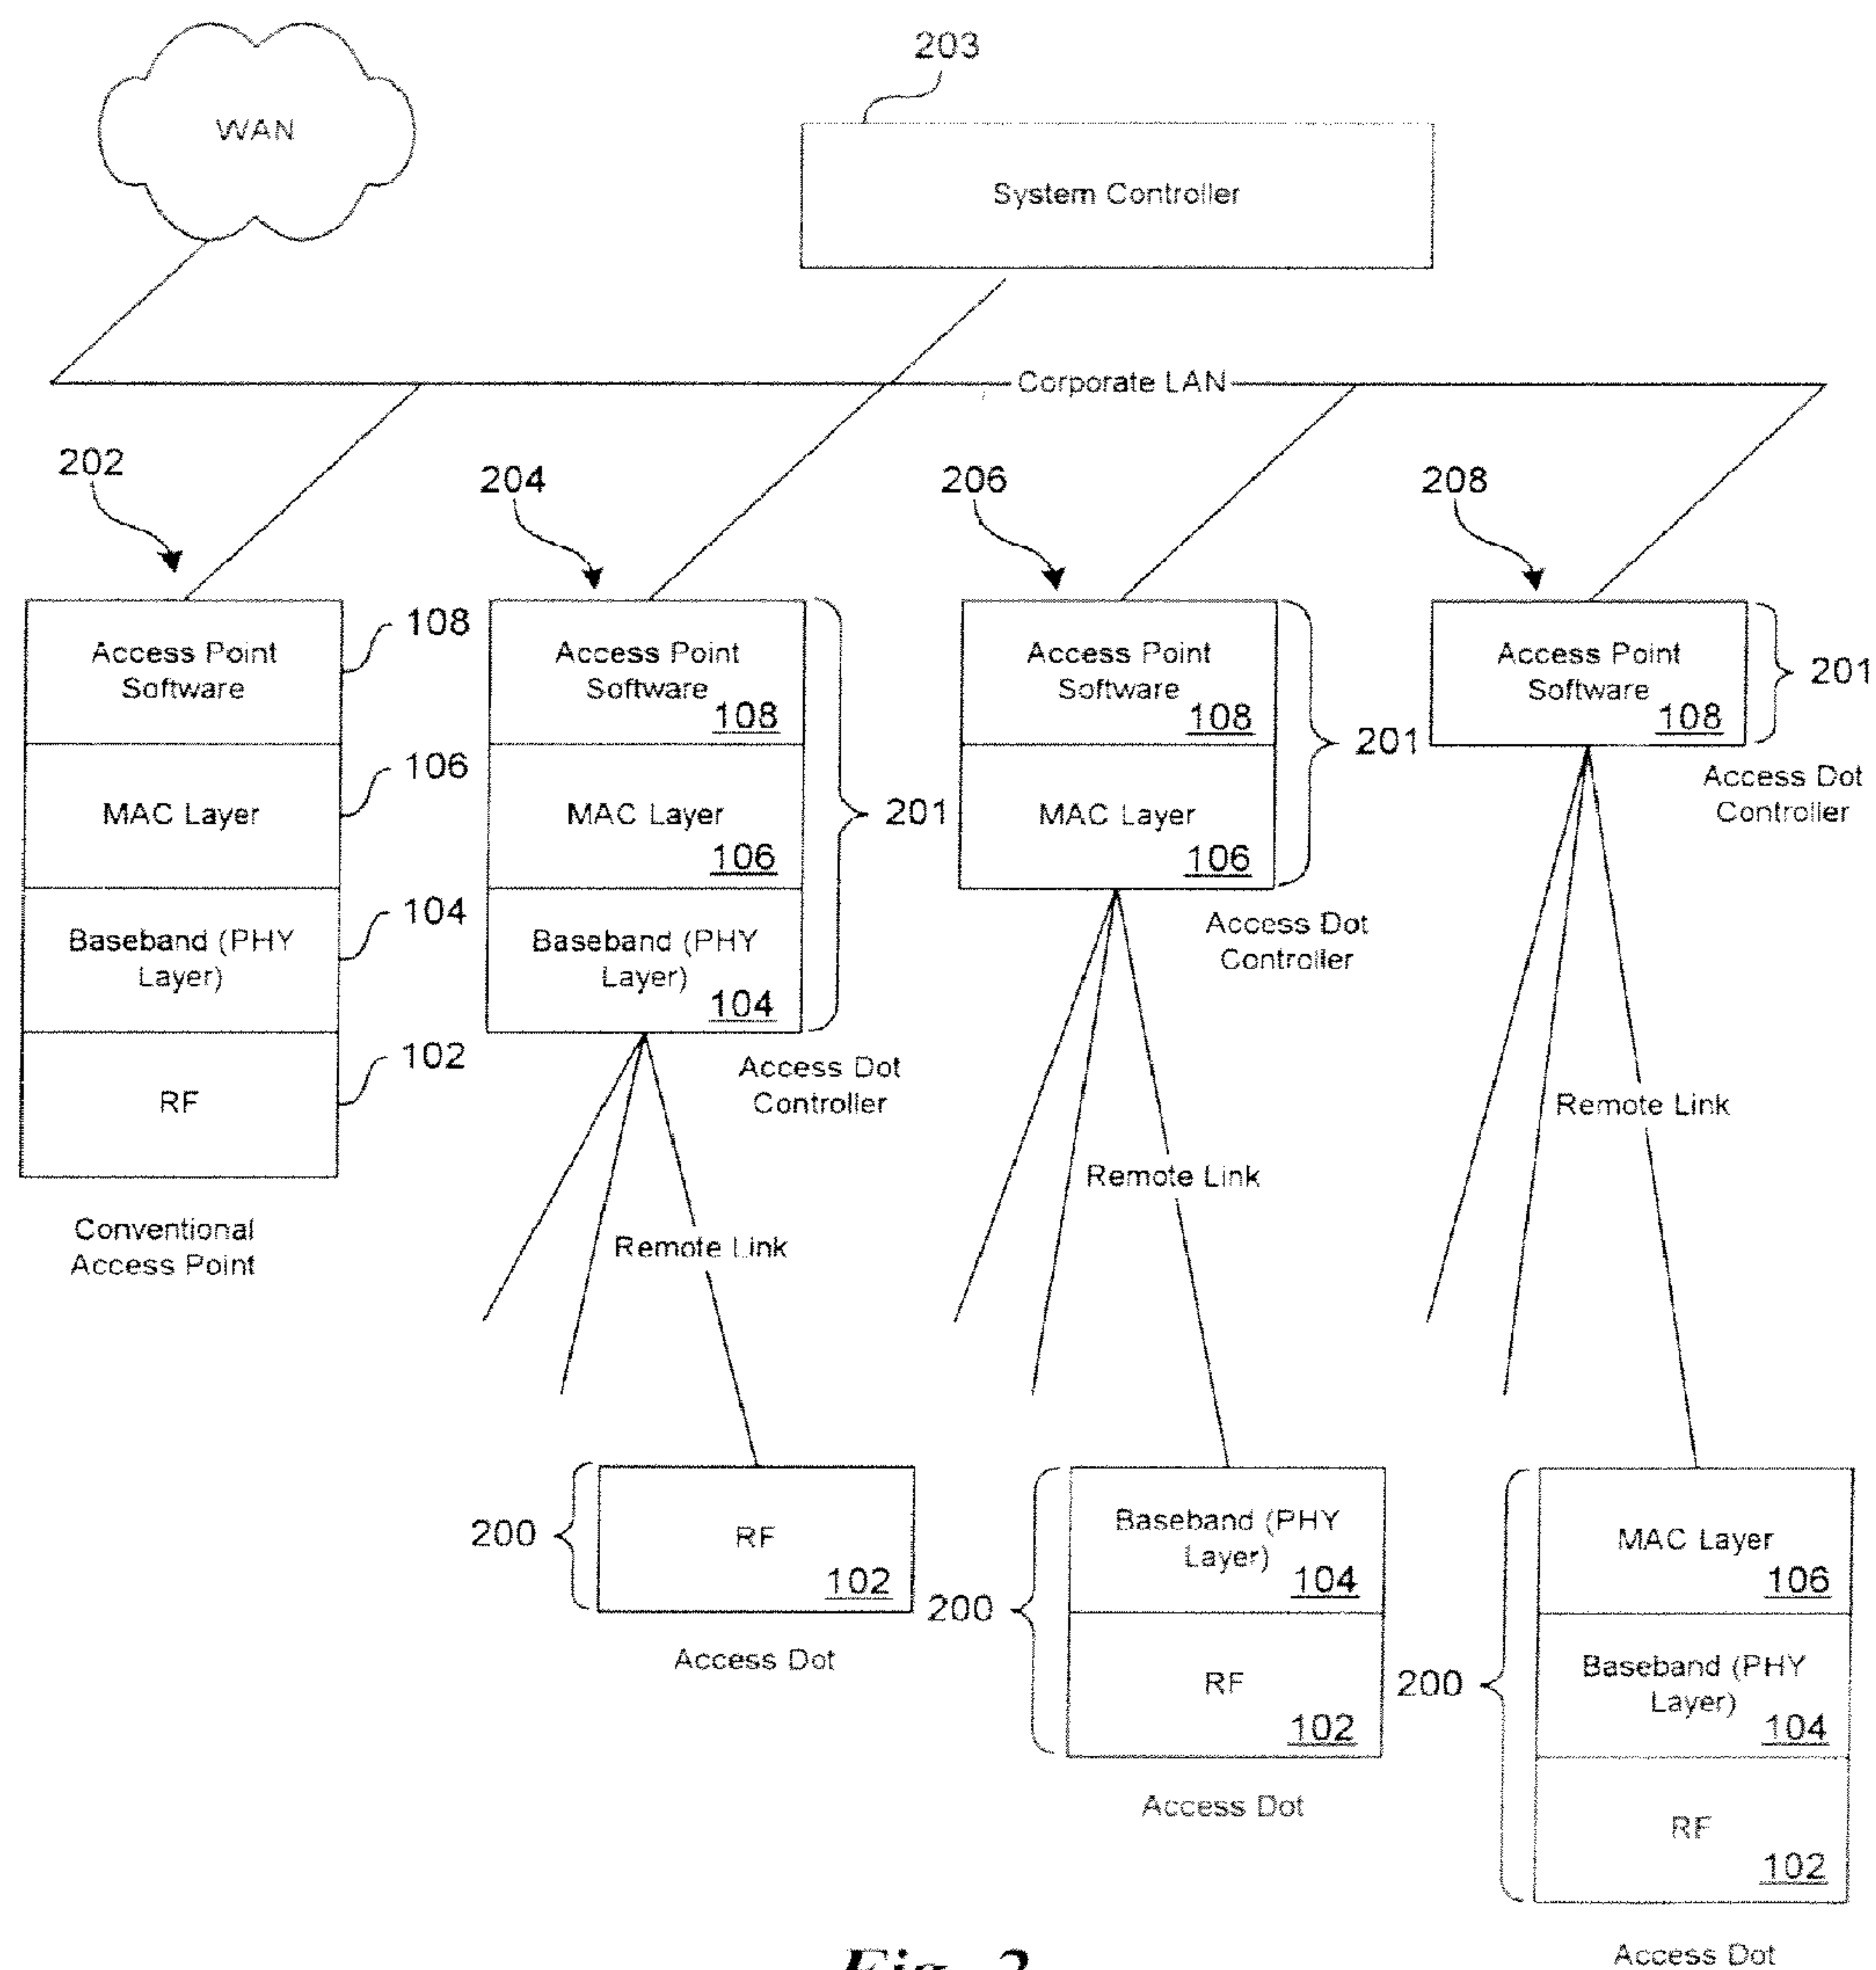 203
WAN
System Controller
Corporate LAN
202
204
206
208
Access Point
Software
108
MAC Layer
106
Baseband (PHY
Layer)
104
RF
102
Conventional
Access Point
Access Point
Software
108
MAC Layer
106
Baseband (PHY
Layer)
104
201
Access Dot
Controller
Remote Link
200
RF
102
Access Dot
Access Point
Software
108
MAC Layer
106
201
Access Dot
Controller
Remote Link
200
Baseband (PHY
Layer)
104
RF
102
Access Dot
Access Point
Software
108
201
Access Dot
Controller
Remote Link
200
MAC Layer
106
Baseband (PHY
Layer)
104
RF
102
Access Dot
Fig. 2